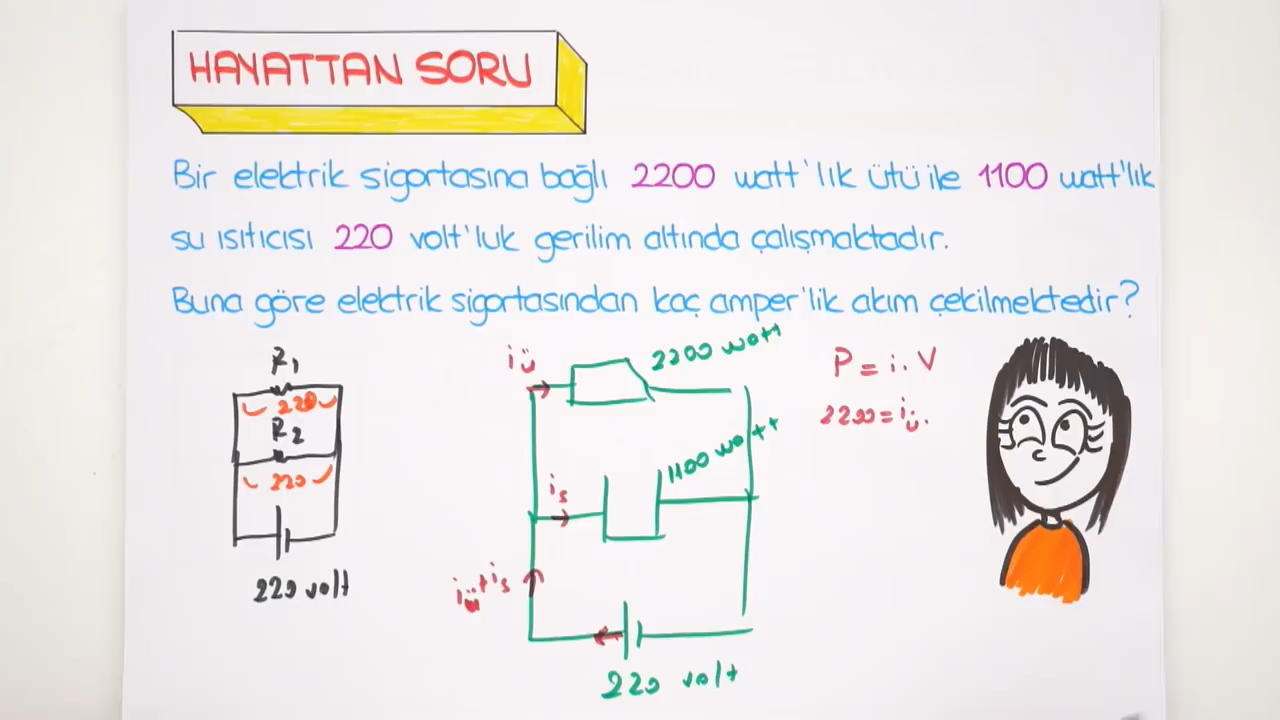 HAYATTAN SORU
Bir elektrik sigortasına bağlı 2200 watt'lık ütü ile 1100 watt'lık
su ısıtıcısı 220 volt'luk gerilim altında çalışmaktadır.
Buna göre elektrik sigortasından kaç amper'lik akım çekilmektedir?
R1
220
R2
220
220 volt
iü
2200 watt
1100 watt
is
iü+is
220 volt
P = i. V
2200 = iü.